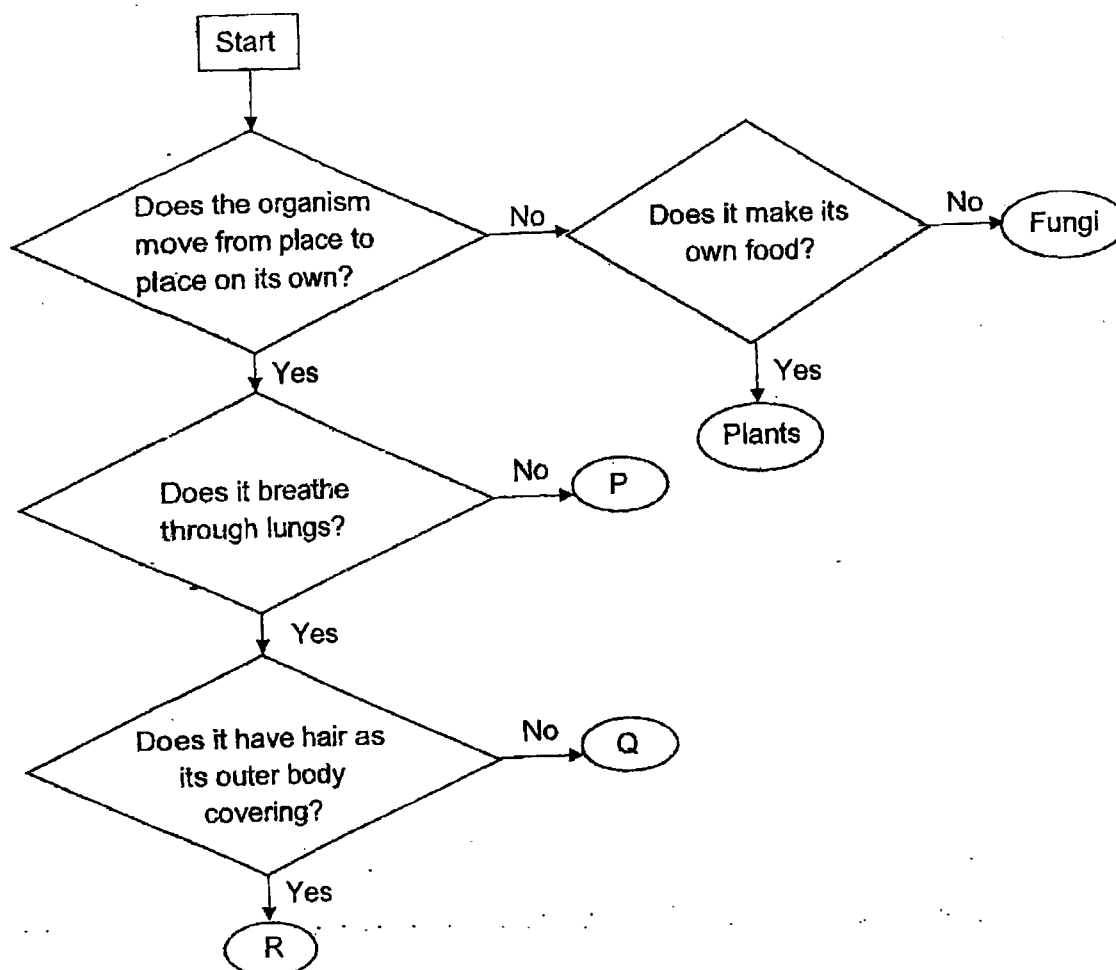 Start
Does the organism
move from place to
place on its own?
No
Does it make its
own food?
No
Fungi
Yes
Yes
Plants
Does it breathe
through lungs?
No
P
Yes
Does it have hair as
its outer body
covering?
No
Q
Yes
R